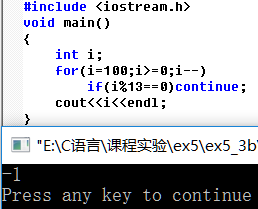 #include <iostream.h>
void main()
{
int i;
for(i=100;i>=0;i--)
if(i%13==0)continue;
cout<<i<<endl;
}
"E:\C语言\课程实验\ex5\ex5_3b\
-1
Press any key to continue